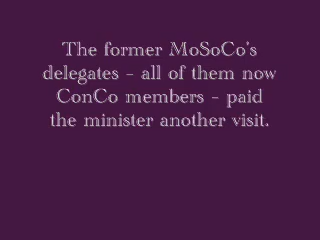 The former MoSoCo's
delegates - all of them now
ConCo members - paid
the minister another visit.